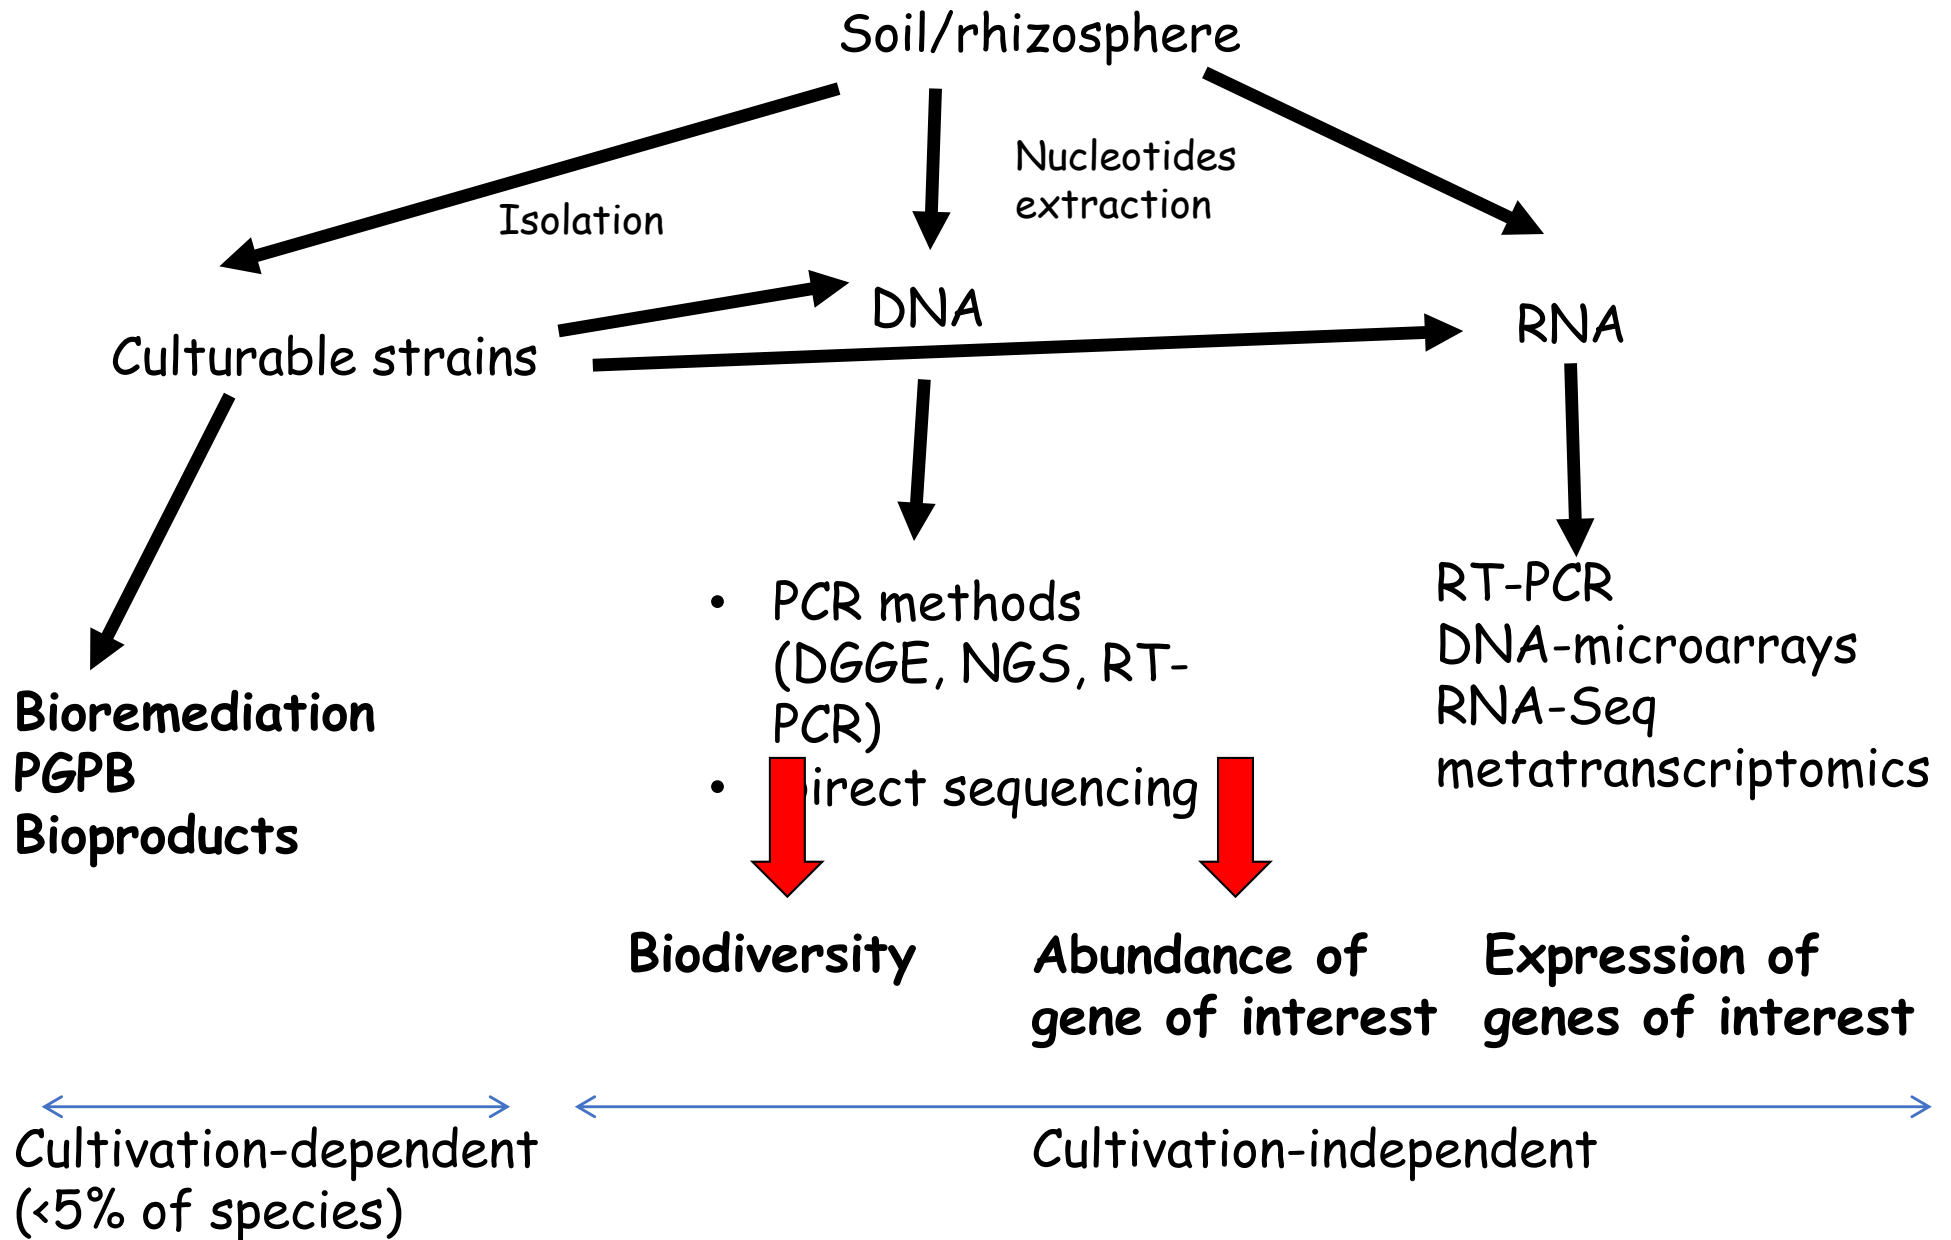 Soil/rhizosphere
Nucleotides
extraction
Isolation
DNA
RNA
Culturable strains
• PCR methods
(DGGE, NGS, RT-
PCR)
• Direct sequencing
RT-PCR
DNA-microarrays
RNA-Seq
metatranscriptomics
Bioremediation
PGPB
Bioproducts
Biodiversity
Abundance of
gene of interest
Expression of
genes of interest
Cultivation-dependent
(<5% of species)
Cultivation-independent